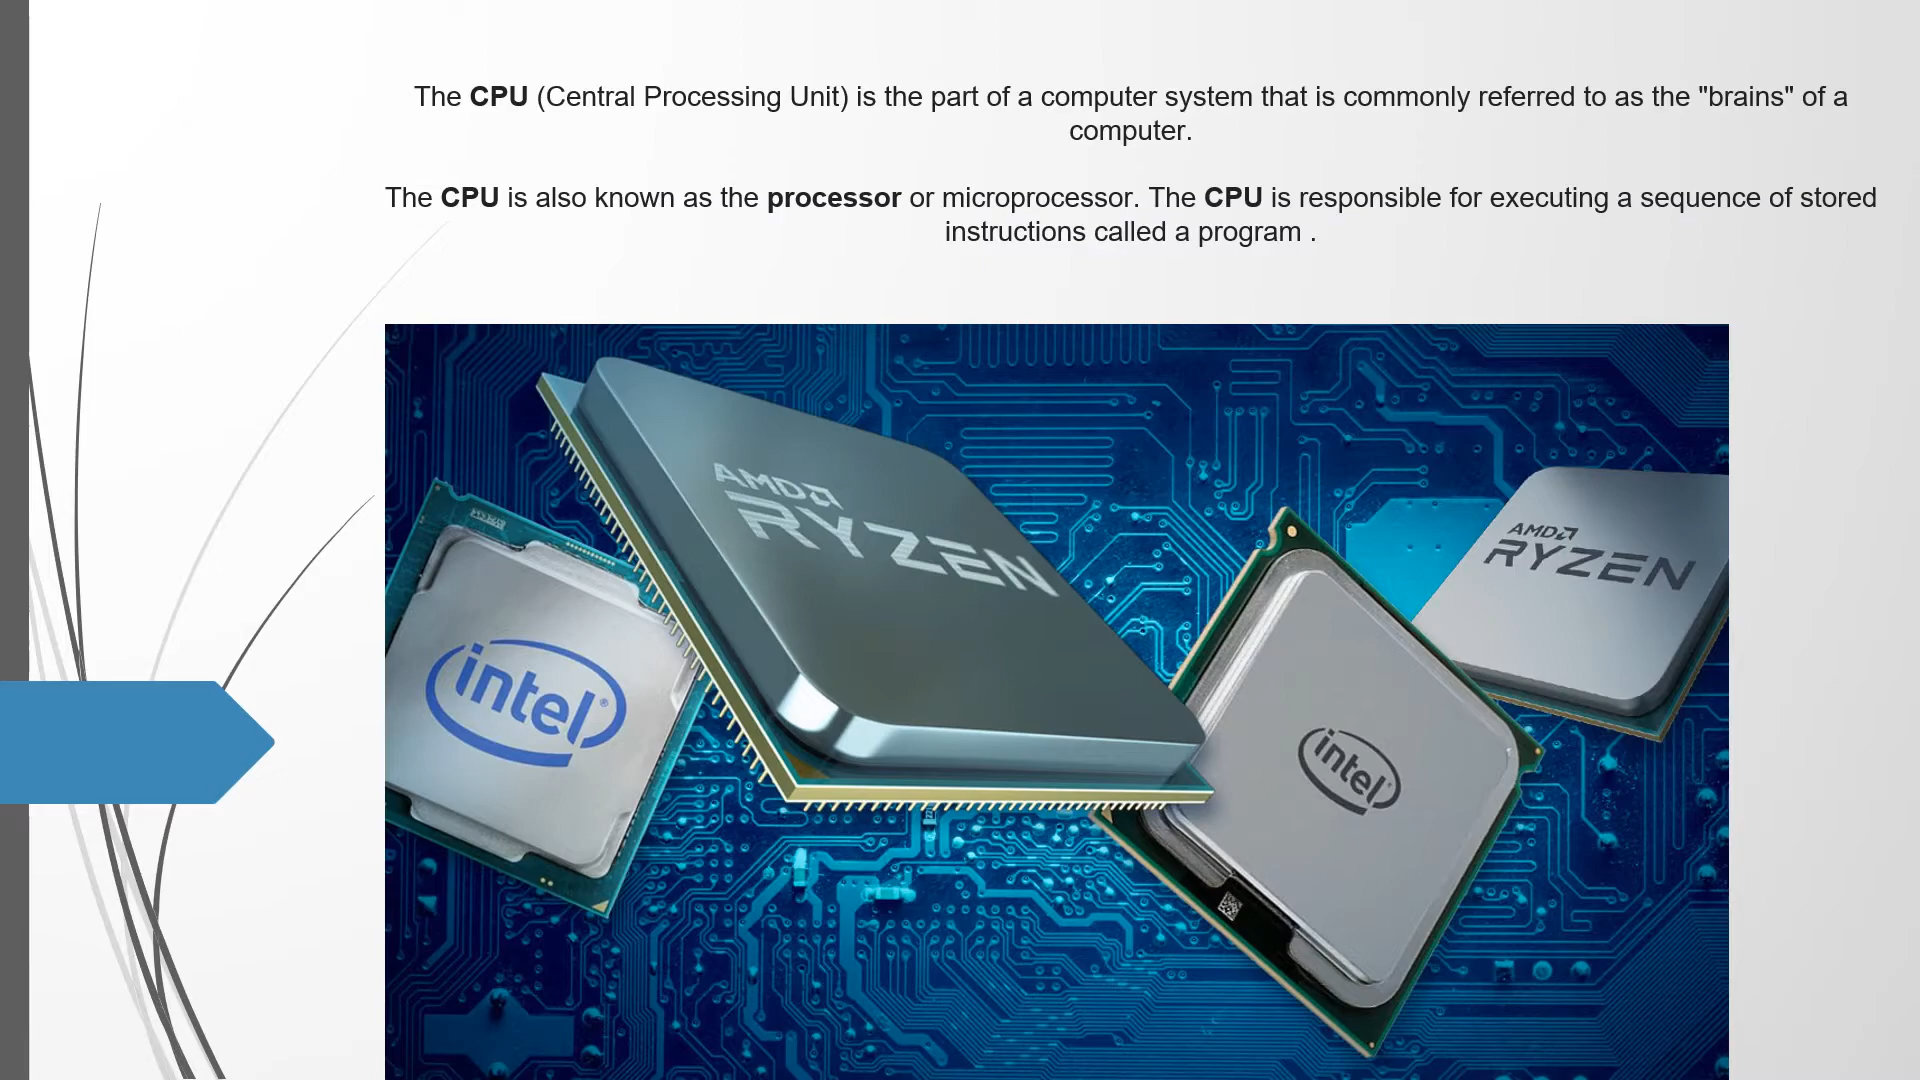 The CPU (Central Processing Unit) is the part of a computer system that is commonly referred to as the "brains" of a
computer.
The CPU is also known as the processor or microprocessor. The CPU is responsible for executing a sequence of stored
instructions called a program .
AMD
RYZEN
AMD
RYZEN
intel®
intel